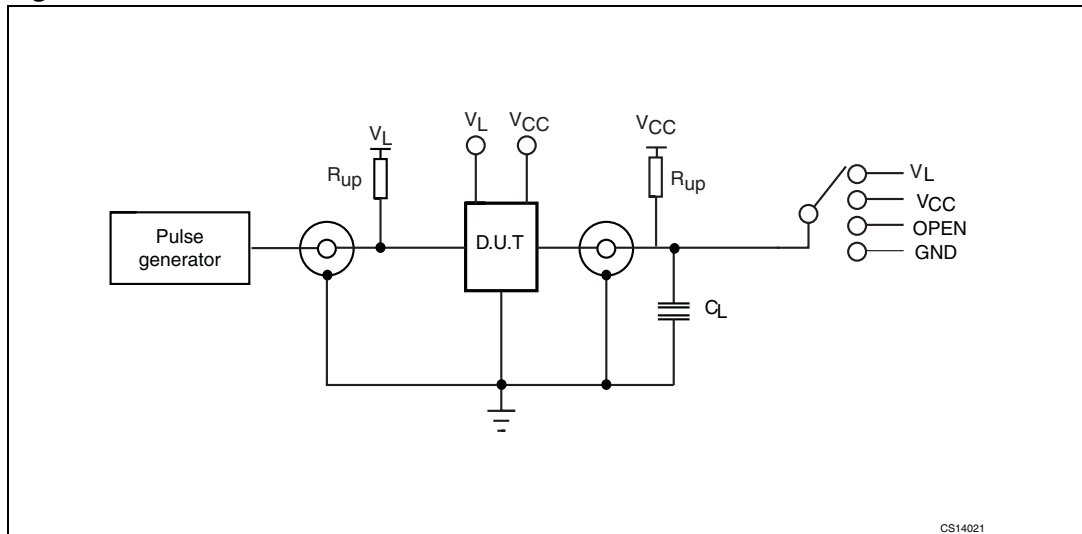 VL
VL
VCC
VCC
Rup
Rup
VL
VCC
OPEN
GND
Pulse
generator
D.U.T
CL
CS14021